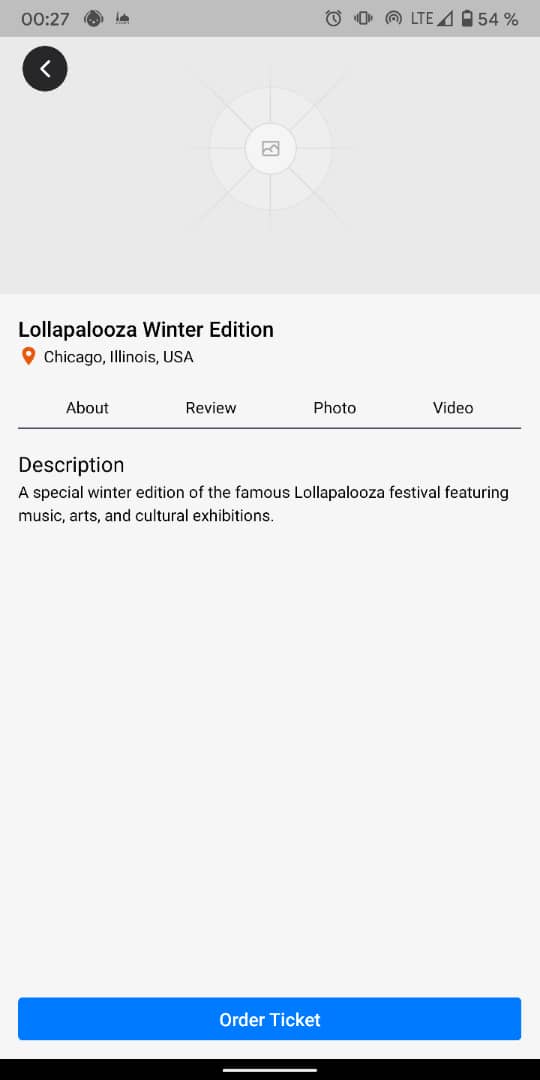 00:27 LTE 54 %
Lollapalooza Winter Edition
Chicago, Illinois, USA
About Review Photo Video
Description
A special winter edition of the famous Lollapalooza festival featuring
music, arts, and cultural exhibitions.
Order Ticket